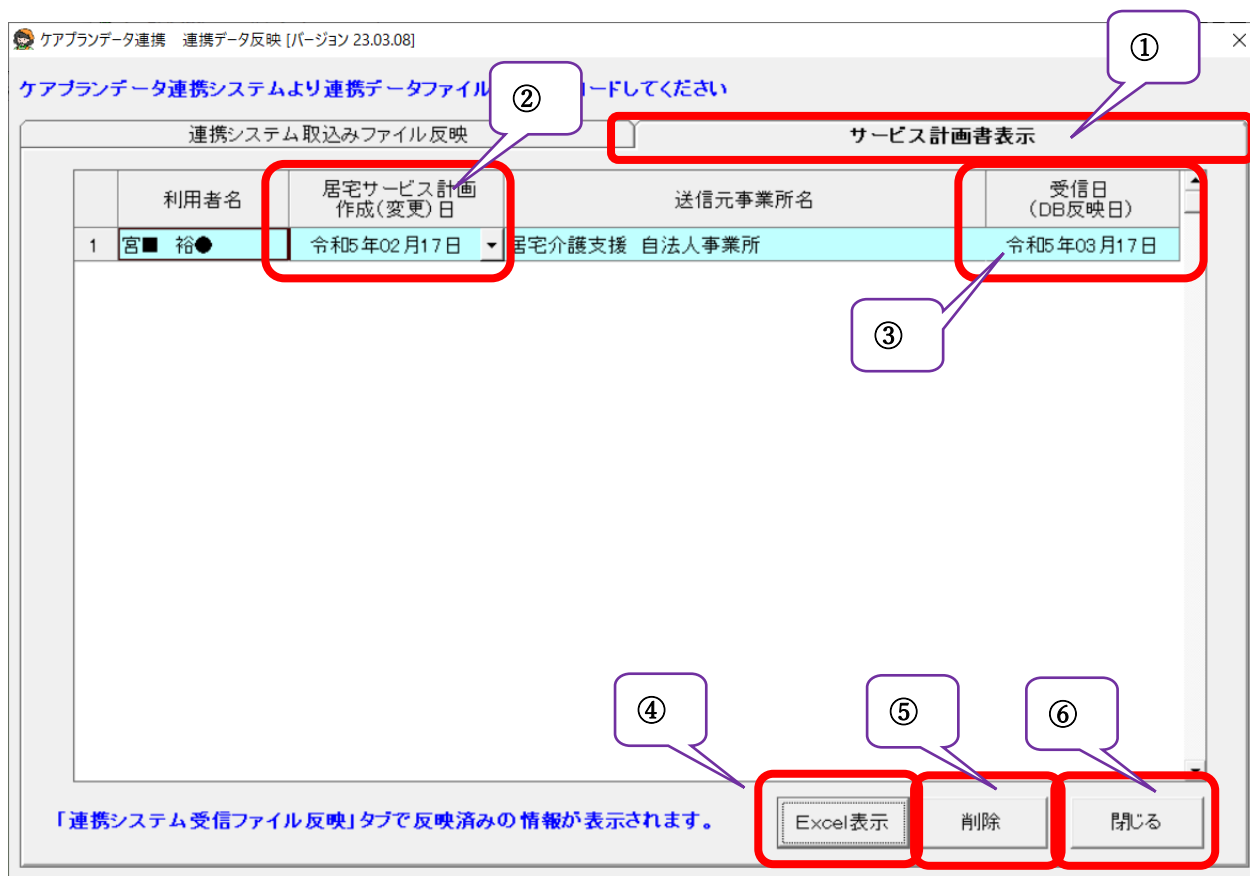 ケアプランデータ連携　連携データ反映 [バージョン 23.03.08]
①
ケアプランデータ連携システムより連携データファイル
ードしてください
②
連携システム取込みファイル反映
サービス計画書表示
利用者名
居宅サービス計画
作成(変更)日
送信元事業所名
受信日
(DB反映日)
1 宮■ 裕● 令和5年02月17日 居宅介護支援 自法人事業所 令和5年03月17日
③
④
⑤
⑥
「連携システム受信ファイル反映」タブで反映済みの情報が表示されます。
Excel表示
削除
閉じる